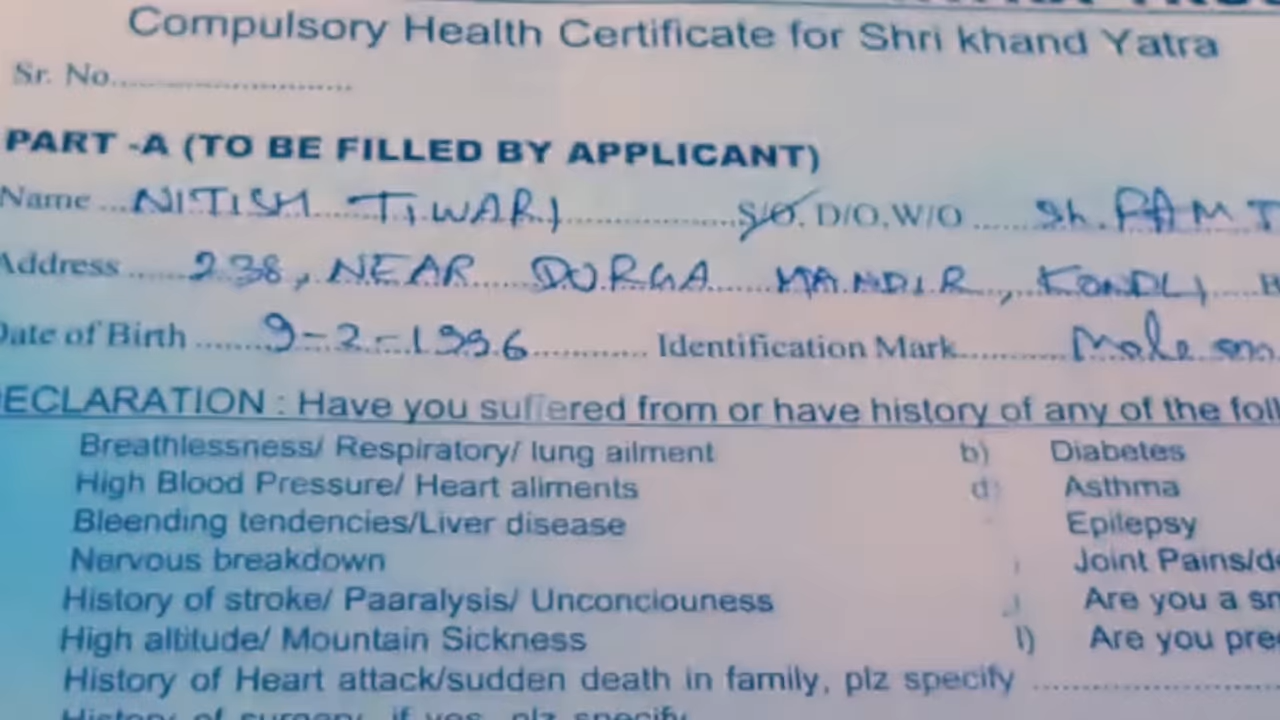 Compulsory Health Certificate for Shri khand Yatra
Sr. No.....................................
PART -A (TO BE FILLED BY APPLICANT)
Name ...NITISH TIWARI.................. S/O. D/O, W/O ..... Sh. 
Address ...... 238, NEAR DURGA MANDIR, KONDLI
Date of Birth ....... 9-2-1996............ Identification Mark........... Mole on
ECLARATION : Have you suffered from or have history of any of the foll
Breathlessness/ Respiratory/ lung ailment b) Diabetes
High Blood Pressure/ Heart aliments d) Asthma
Bleending tendencies/Liver disease Epilepsy
Nervous breakdown Joint Pains/de
History of stroke/ Paaralysis/ Unconciouness Are you a sm
High altitude/ Mountain Sickness l) Are you pre
History of Heart attack/sudden death in family, plz specify ........................
History of surgery, if yes, plz specify